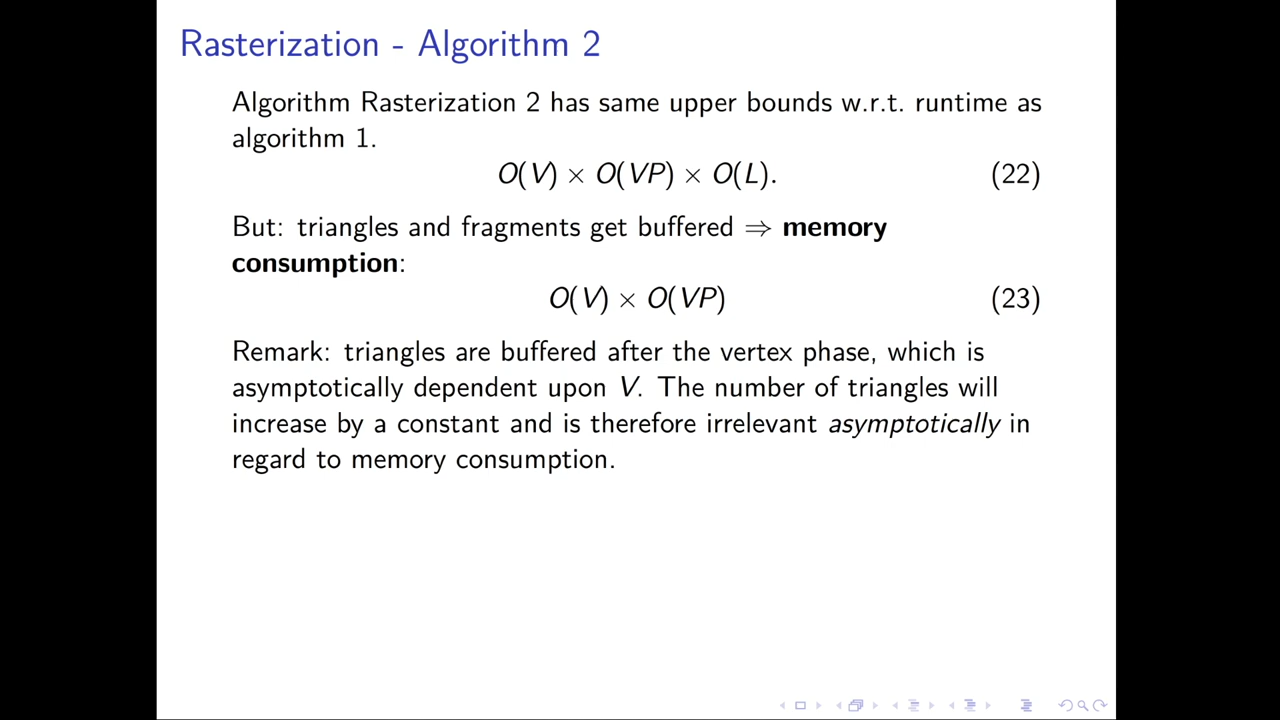 Rasterization - Algorithm 2
Algorithm Rasterization 2 has same upper bounds w.r.t. runtime as
algorithm 1.
O(V) × O(VP) × O(L). (22)
But: triangles and fragments get buffered ⇒ memory
consumption:
O(V) × O(VP) (23)
Remark: triangles are buffered after the vertex phase, which is
asymptotically dependent upon V. The number of triangles will
increase by a constant and is therefore irrelevant asymptotically in
regard to memory consumption.